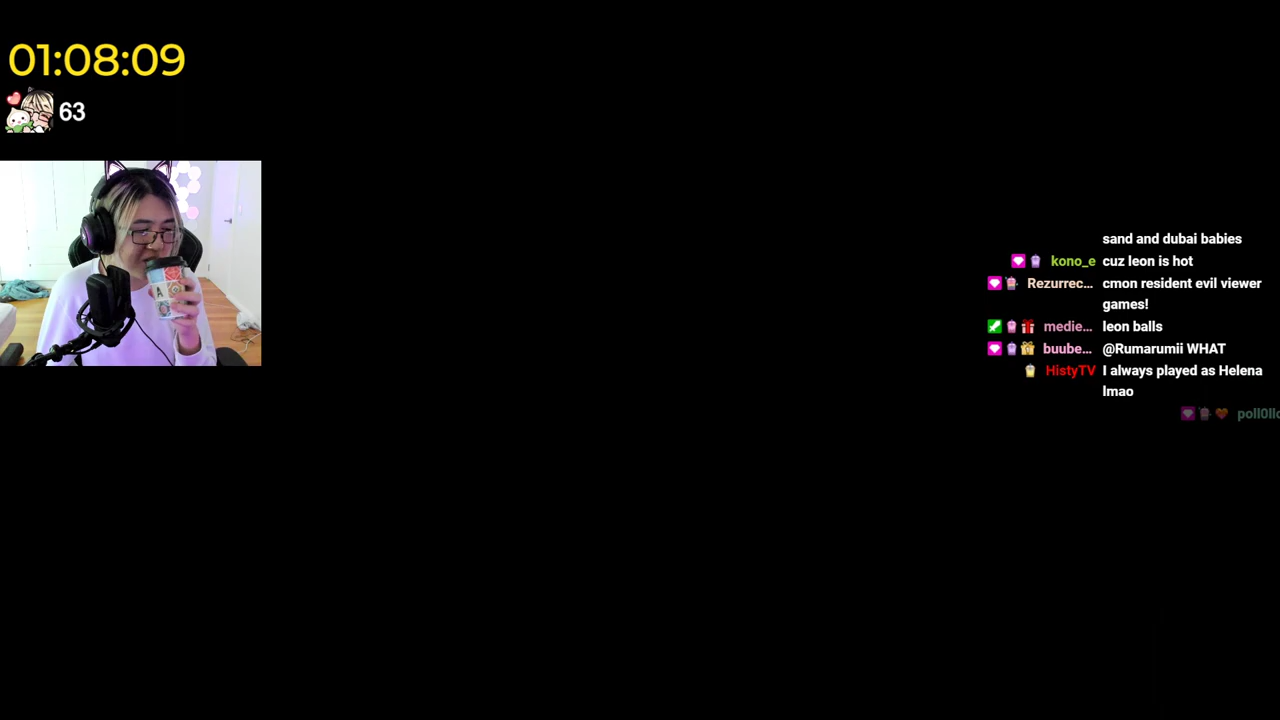 01:08:09
63
sand and dubai babies
kono_e cuz leon is hot
Rezurrec... cmon resident evil viewer
games!
medie... leon balls
buube... @Rumarumii WHAT
HistyTV I always played as Helena
lmao
A